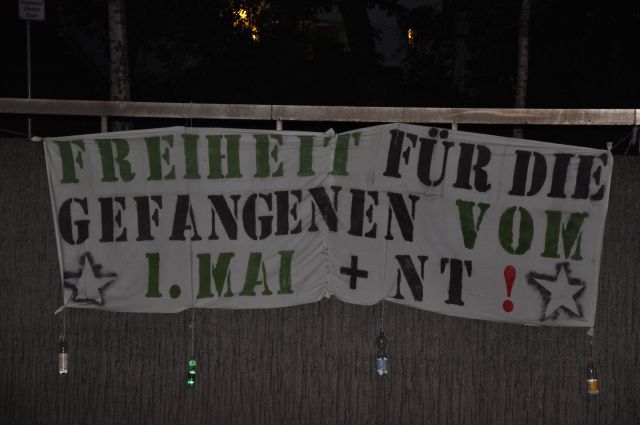 FREIHEIT FÜR DIE
GEFANGENEN VOM
1. MAI + NT !